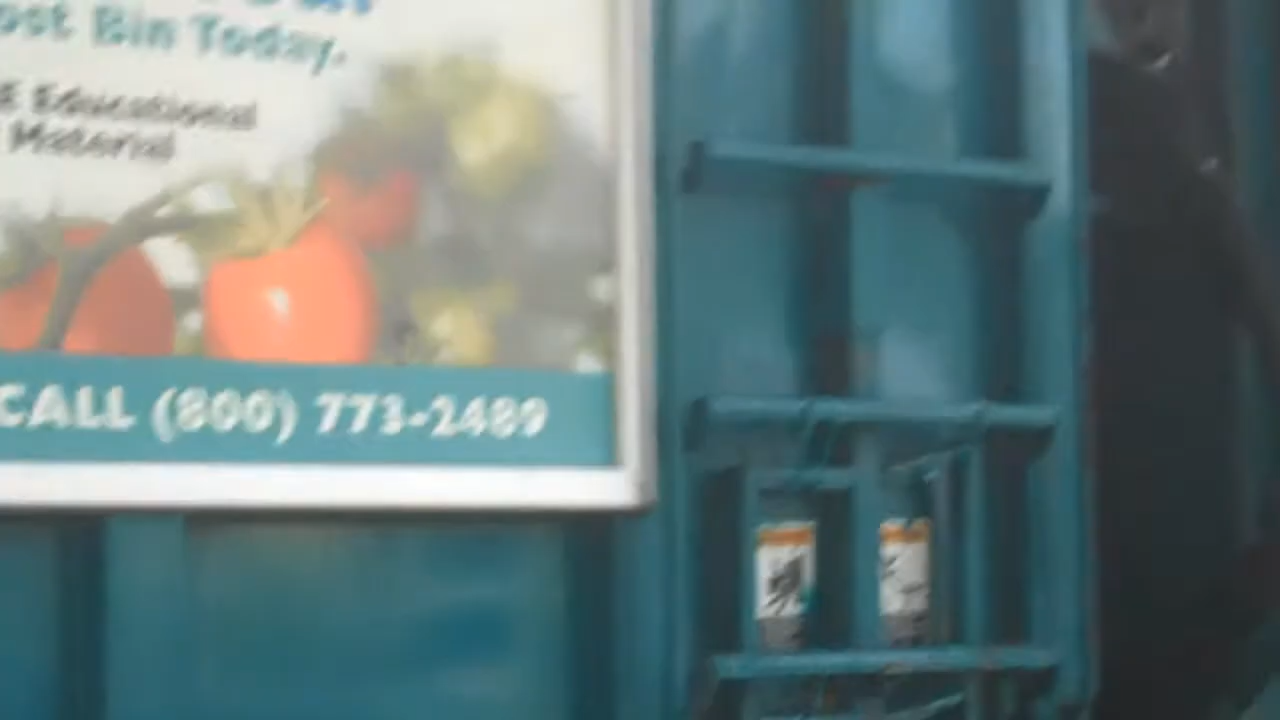 ost Bin Today.
E Educational
Material
CALL (800) 773-2489